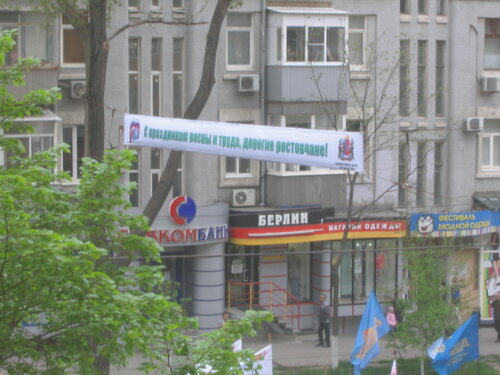 С праздником весны и труда, дорогие ростовчане!
КОМБАНК
БЕРЛИН
МАГАЗИН ОДЕЖДЫ
ФЕСТИВАЛЬ
МОДНОЙ ОДЕЖДЫ